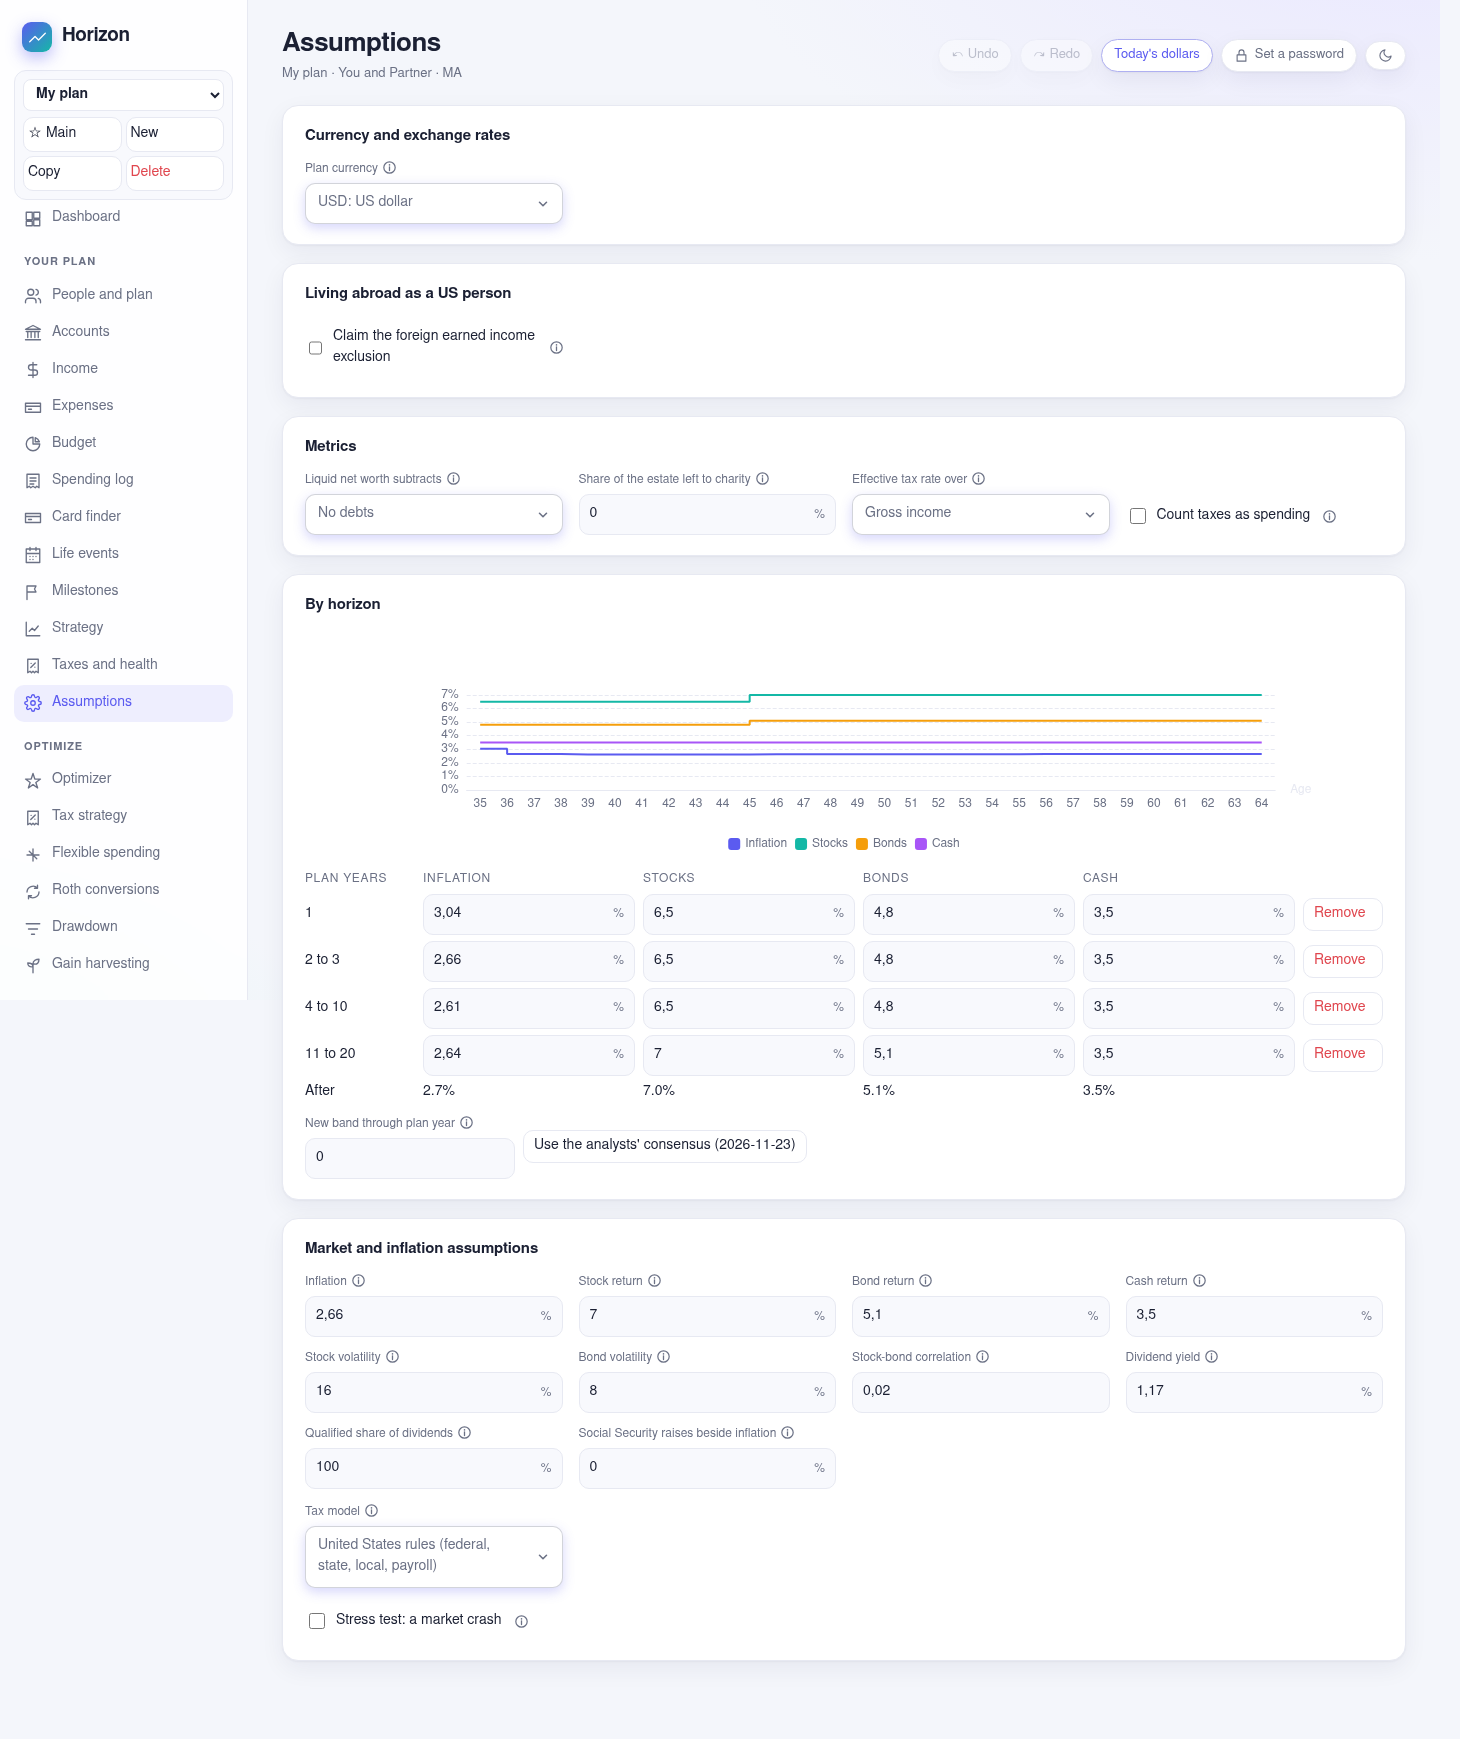 Horizon
My plan
☆ Main
New
Copy
Delete
Dashboard
YOUR PLAN
People and plan
Accounts
Income
Expenses
Budget
Spending log
Card finder
Life events
Milestones
Strategy
Taxes and health
Assumptions
OPTIMIZE
Optimizer
Tax strategy
Flexible spending
Roth conversions
Drawdown
Gain harvesting
Assumptions
My plan · You and Partner · MA
Undo
Redo
Today's dollars
Set a password
Currency and exchange rates
Plan currency
USD: US dollar
Living abroad as a US person
Claim the foreign earned income
exclusion
Metrics
Liquid net worth subtracts
Share of the estate left to charity
Effective tax rate over
No debts
0 %
Gross income
Count taxes as spending
By horizon
7%
6%
5%
4%
3%
2%
1%
0%
35 36 37 38 39 40 41 42 43 44 45 46 47 48 49 50 51 52 53 54 55 56 57 58 59 60 61 62 63 64
Age
Inflation Stocks Bonds Cash
PLAN YEARS INFLATION STOCKS BONDS CASH
1 3,04 % 6,5 % 4,8 % 3,5 % Remove
2 to 3 2,66 % 6,5 % 4,8 % 3,5 % Remove
4 to 10 2,61 % 6,5 % 4,8 % 3,5 % Remove
11 to 20 2,64 % 7 % 5,1 % 3,5 % Remove
After 2.7% 7.0% 5.1% 3.5%
New band through plan year
0
Use the analysts' consensus (2026-11-23)
Market and inflation assumptions
Inflation Stock return Bond return Cash return
2,66 % 7 % 5,1 % 3,5 %
Stock volatility Bond volatility Stock-bond correlation Dividend yield
16 % 8 % 0,02 1,17 %
Qualified share of dividends Social Security raises beside inflation
100 % 0 %
Tax model
United States rules (federal,
state, local, payroll)
Stress test: a market crash